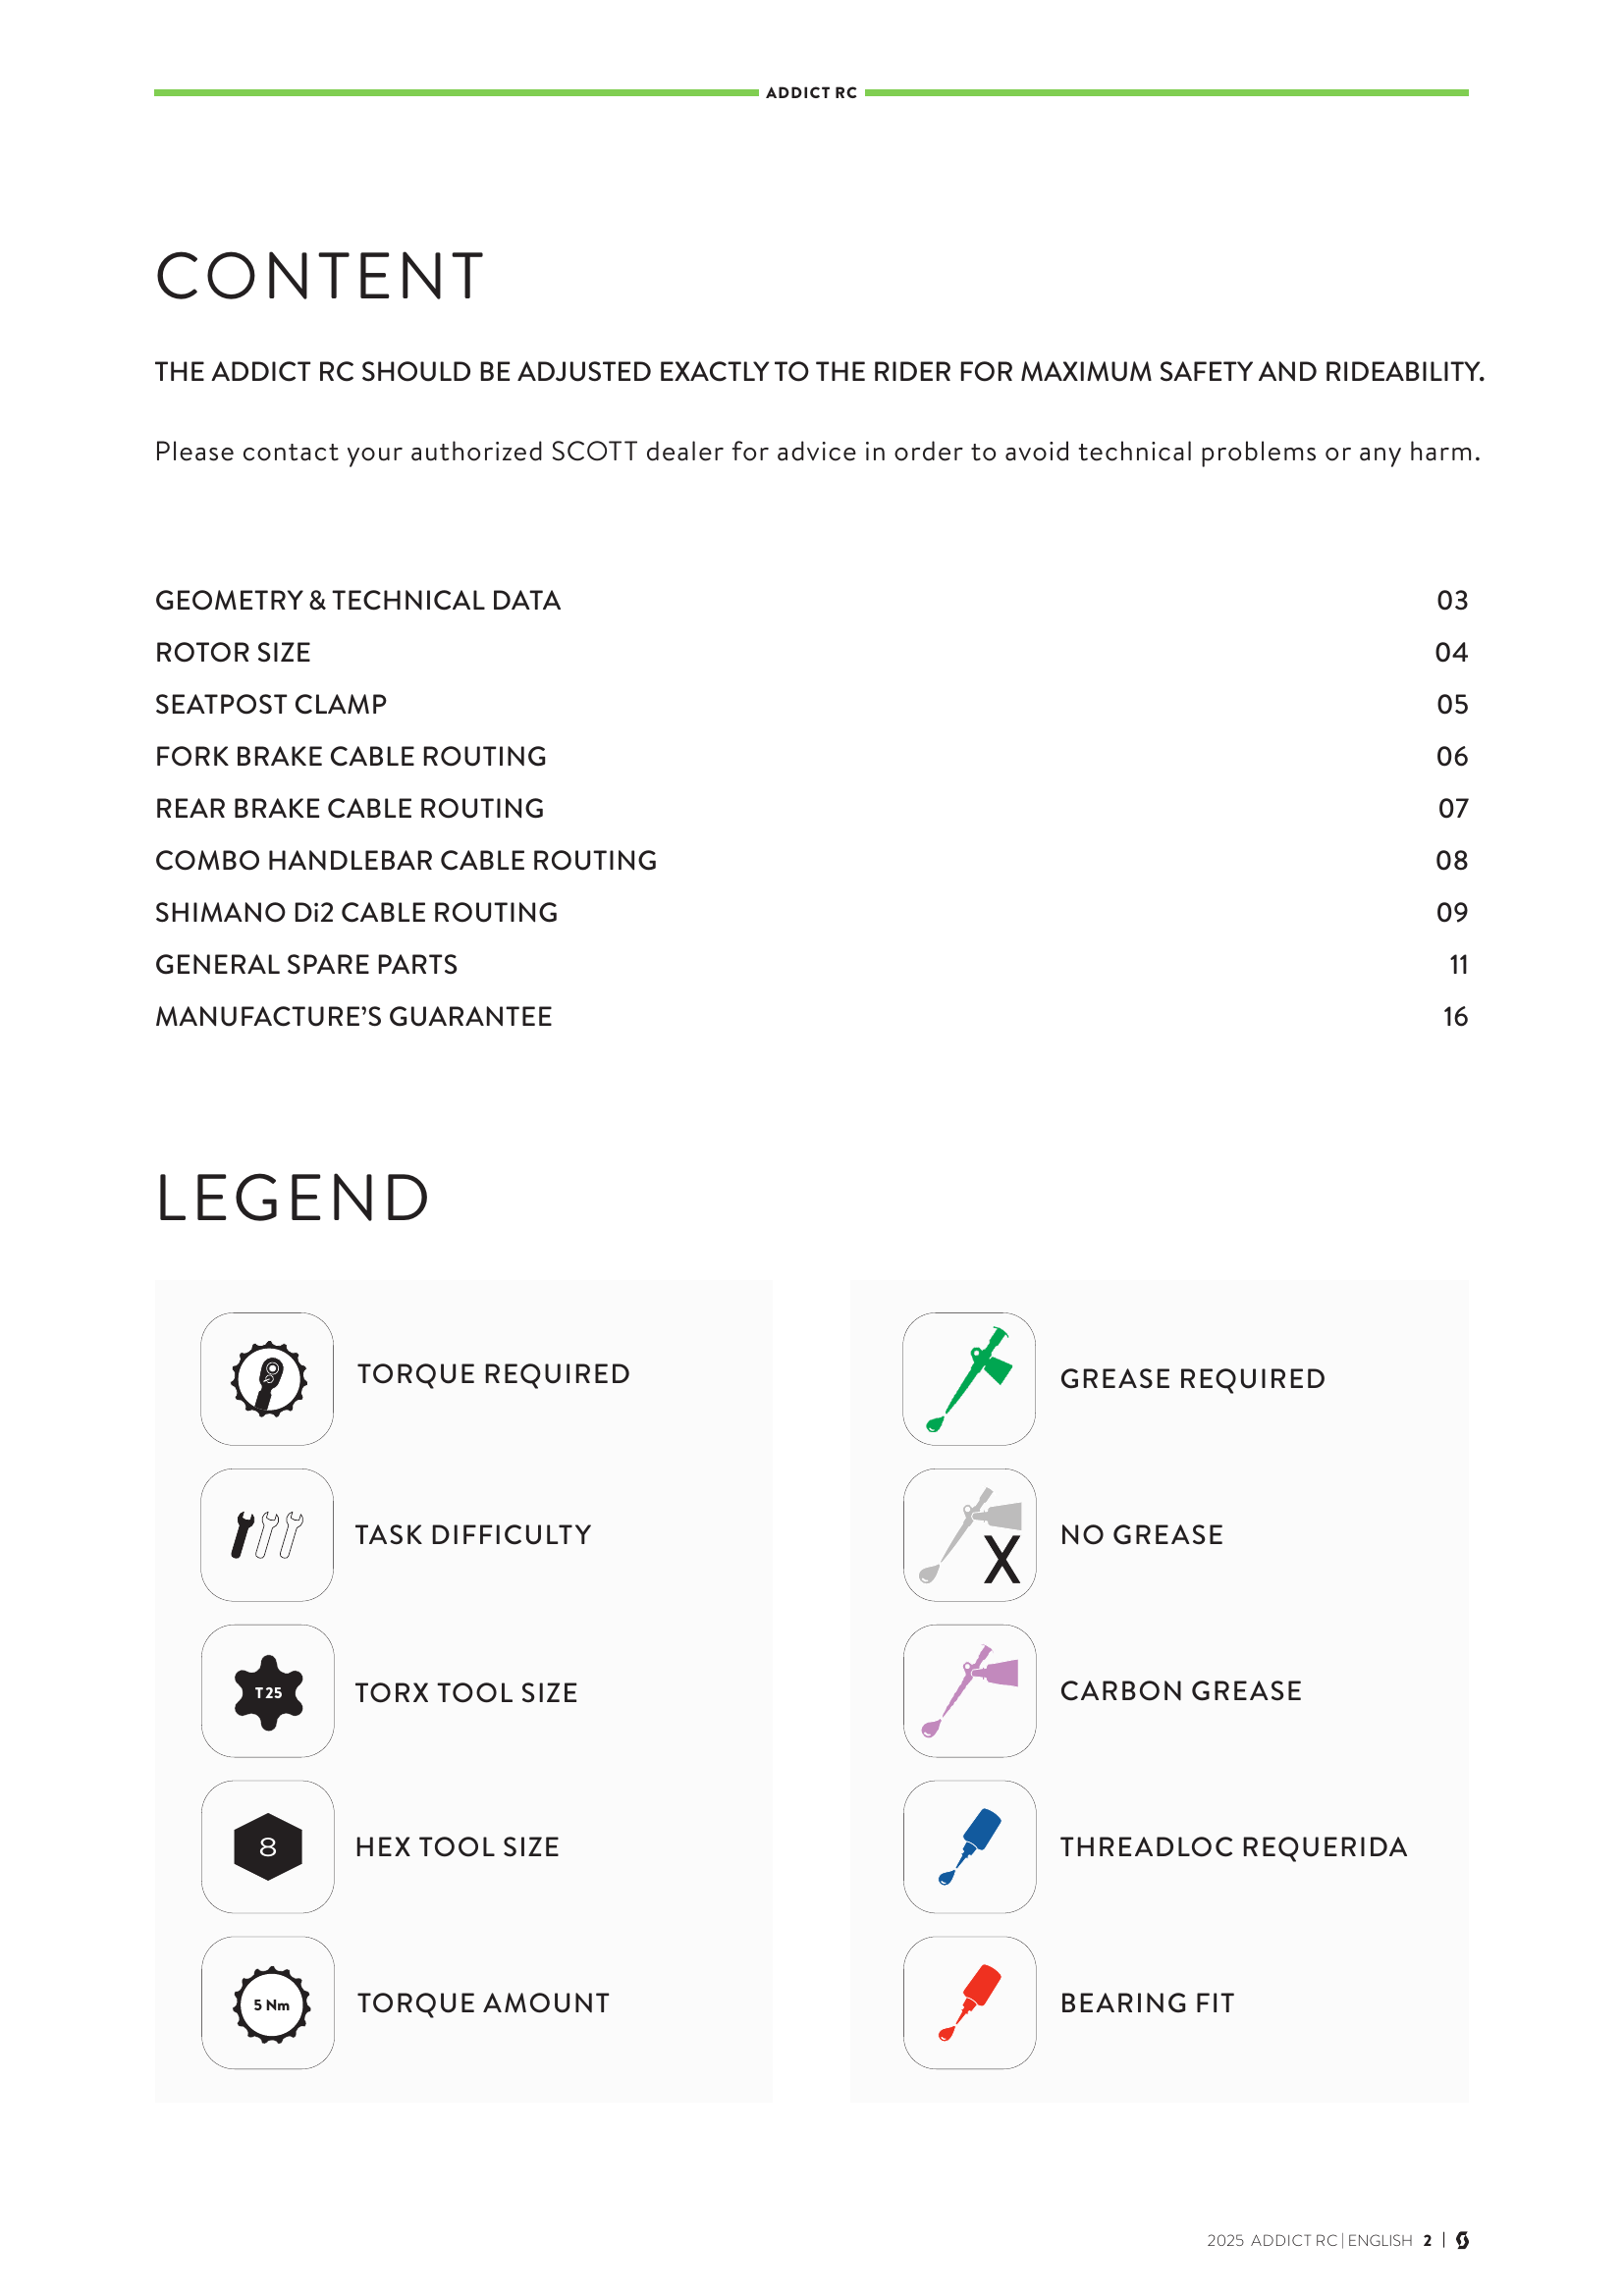 ADDICT RC
CONTENT
THE ADDICT RC SHOULD BE ADJUSTED EXACTLY TO THE RIDER FOR MAXIMUM SAFETY AND RIDEABILITY.
Please contact your authorized SCOTT dealer for advice in order to avoid technical problems or any harm.
GEOMETRY & TECHNICAL DATA 03
ROTOR SIZE 04
SEATPOST CLAMP 05
FORK BRAKE CABLE ROUTING 06
REAR BRAKE CABLE ROUTING 07
COMBO HANDLEBAR CABLE ROUTING 08
SHIMANO Di2 CABLE ROUTING 09
GENERAL SPARE PARTS 11
MANUFACTURE’S GUARANTEE 16
LEGEND
TORQUE REQUIRED
TASK DIFFICULTY
T25 TORX TOOL SIZE
8 HEX TOOL SIZE
5 Nm TORQUE AMOUNT
GREASE REQUIRED
X NO GREASE
CARBON GREASE
THREADLOC REQUERIDA
BEARING FIT
2025 ADDICT RC | ENGLISH 2 |